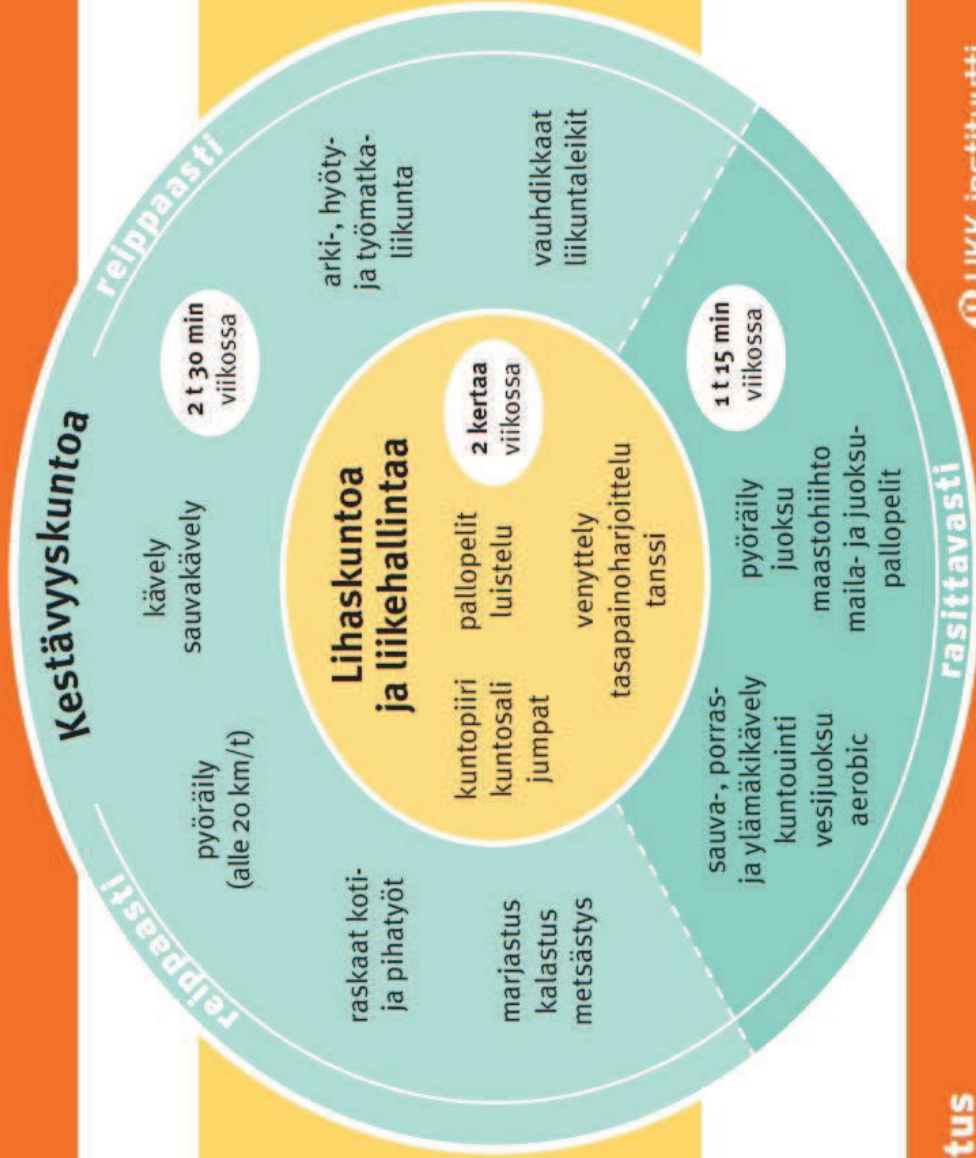 Kestävyyskuntoa
reippaasti
reippaasti
pyöräily
(alle 20 km/t)
kävely
sauvakävely
2 t 30 min
viikossa
raskaat koti-
ja pihatyöt
marjastus
kalastus
metsästys
arki-, hyöty-
ja työmatka-
liikunta
vauhdikkaat
liikuntaleikit
Lihaskuntoa
ja liikehallintaa
kuntopiiri
kuntosali
jumpat
pallopelit
luistelu
2 kertaa
viikossa
venyttely
tasapainoharjoittelu
tanssi
sauva-, porras-
ja ylämäkikävely
kuntouinti
vesijuoksu
aerobic
pyöräily
juoksu
maastohiihto
maila- ja juoksu-
pallopelit
1 t 15 min
viikossa
rasittavasti
tus
UKK-instituutti